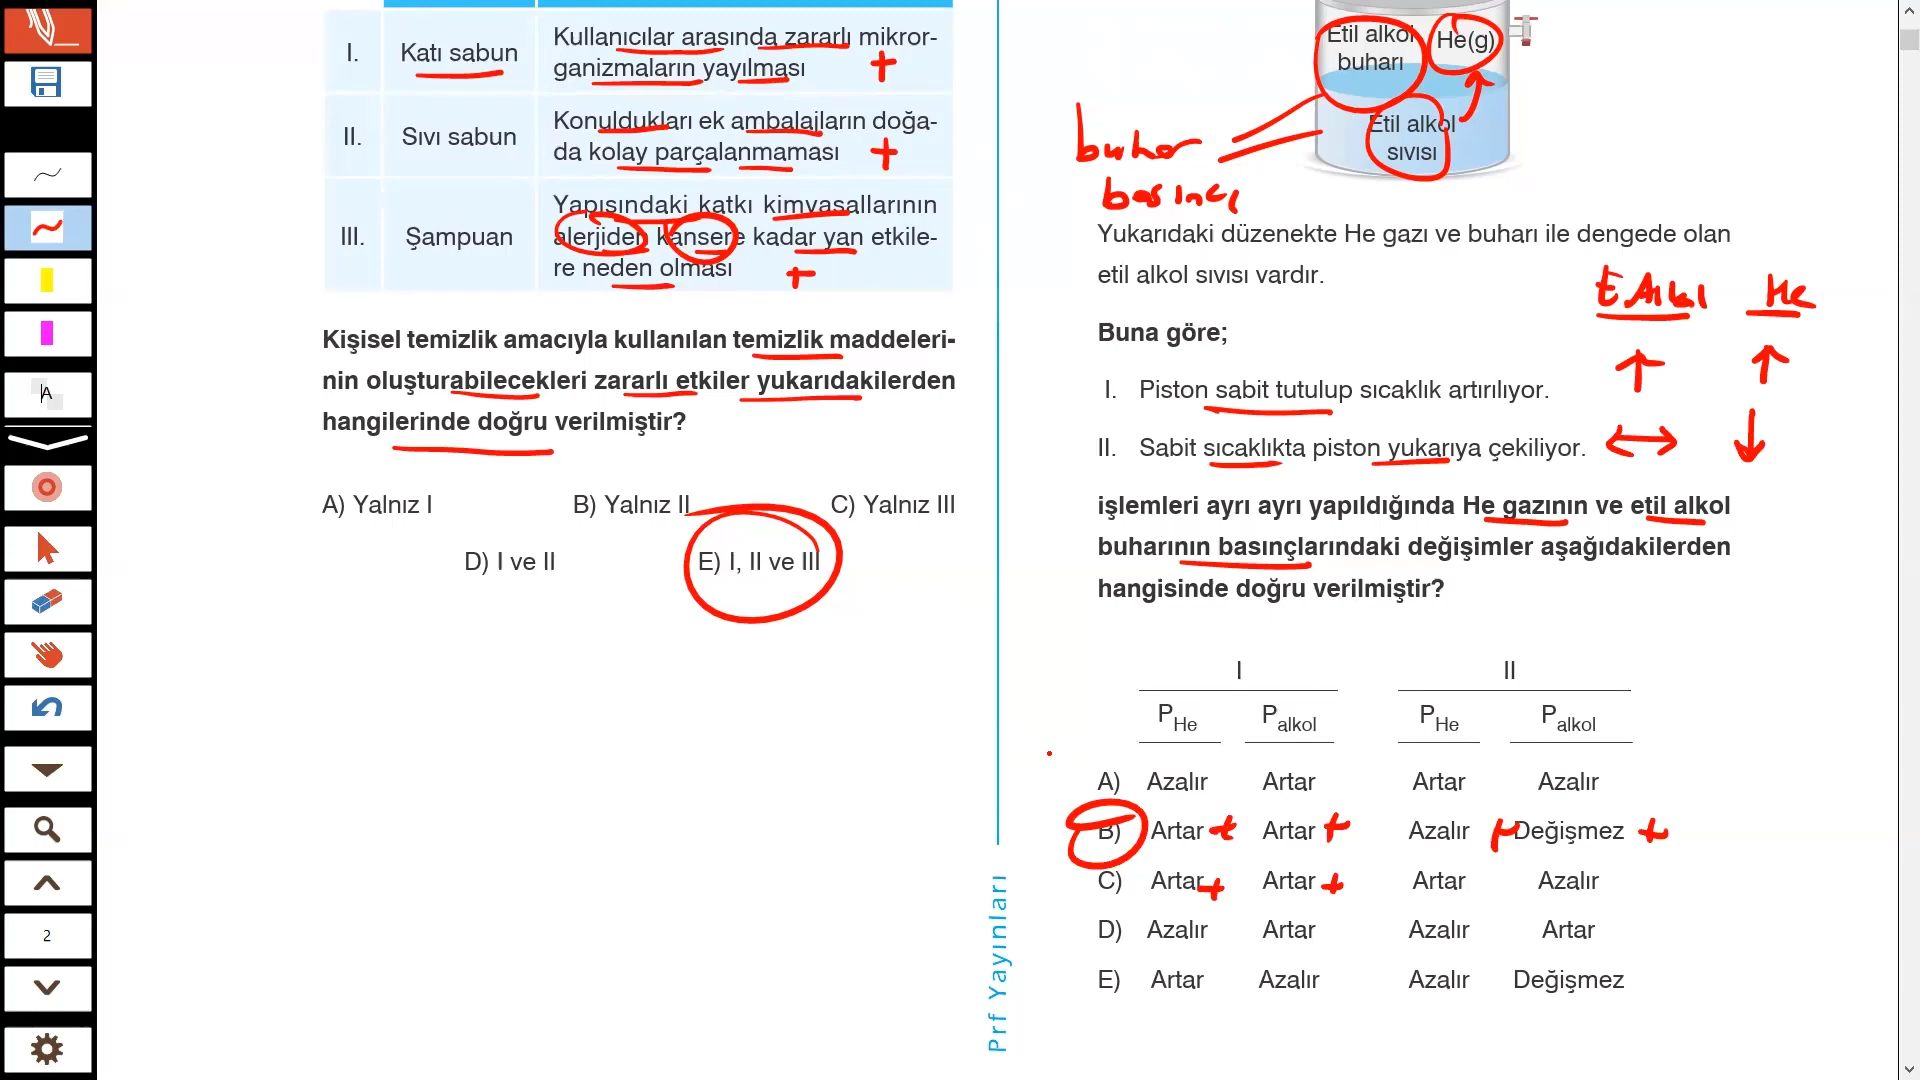 I. Katı sabun Kullanıcılar arasında zararlı mikror-
ganizmaların yayılması
II. Sıvı sabun Konuldukları ek ambalajların doğa-
da kolay parçalanmaması
III. Şampuan Yapısındaki katkı kimyasallarının
alerjiden kansere kadar yan etkile-
re neden olması
Kişisel temizlik amacıyla kullanılan temizlik maddeleri-
nin oluşturabilecekleri zararlı etkiler yukarıdakilerden
hangilerinde doğru verilmiştir?
A) Yalnız I B) Yalnız II C) Yalnız III
D) I ve II E) I, II ve III
Etil alkol
buharı
He(g)
Etil alkol
sıvısı
buhar
basıncı
Yukarıdaki düzenekte He gazı ve buharı ile dengede olan
etil alkol sıvısı vardır.
E Alkol He
Buna göre;
I. Piston sabit tutulup sıcaklık artırılıyor.
II. Sabit sıcaklıkta piston yukarıya çekiliyor.
işlemleri ayrı ayrı yapıldığında He gazının ve etil alkol
buharının basınçlarındaki değişimler aşağıdakilerden
hangisinde doğru verilmiştir?
I II
PHe Palkol PHe Palkol
A) Azalır Artar Artar Azalır
B) Artar + Artar + Azalır + Değişmez +
C) Artar + Artar + Artar Azalır
D) Azalır Artar Azalır Artar
E) Artar Azalır Azalır Değişmez
Prf Yayınları
A
2